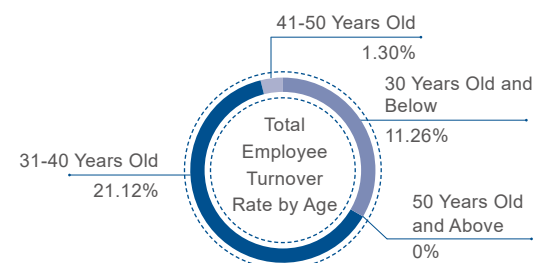 41-50 Years Old
1.30%
30 Years Old and
Below
11.26%
Total
Employee
Turnover
Rate by Age
31-40 Years Old
21.12%
50 Years Old
and Above
0%